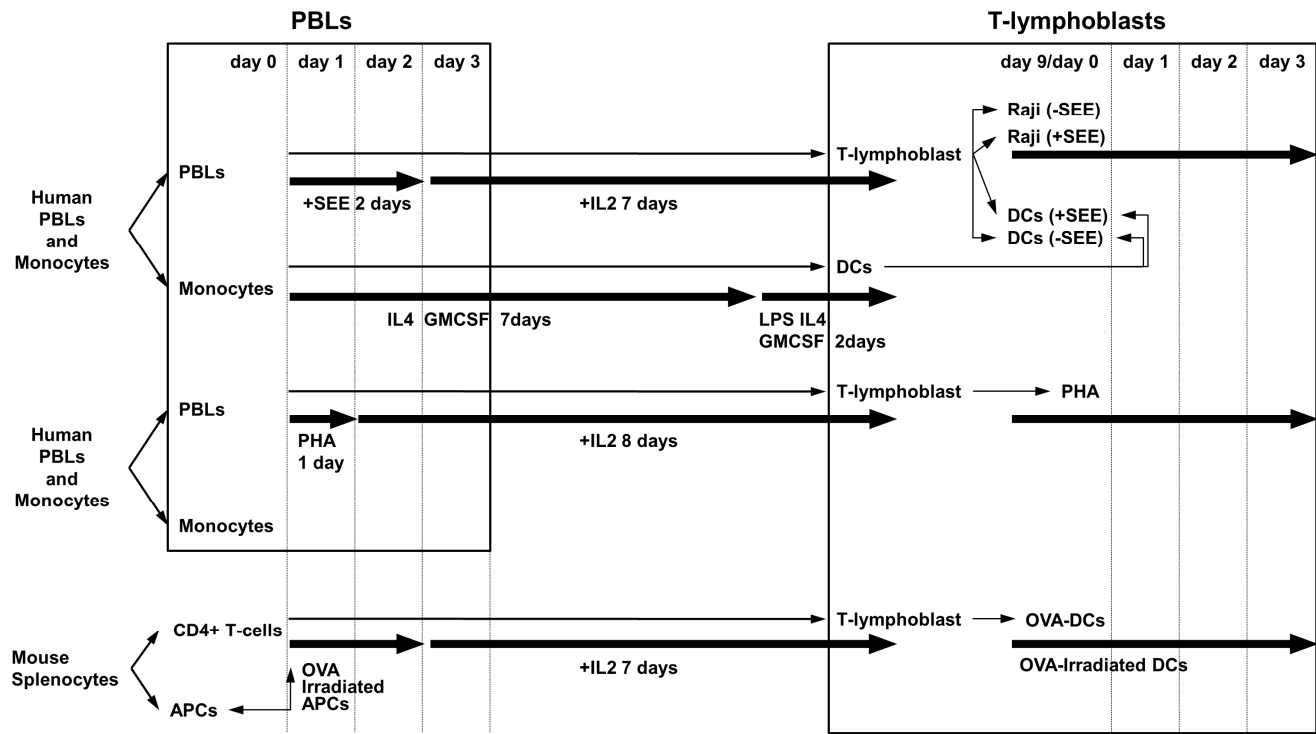 PBLs
T-lymphoblasts
day 0 day 1 day 2 day 3
day 9/day 0 day 1 day 2 day 3
Raji (-SEE)
Raji (+SEE)
T-lymphoblast
PBLs
+SEE 2 days
+IL2 7 days
Human
PBLs
and
Monocytes
DCs (+SEE)
DCs (-SEE)
DCs
Monocytes
IL4 GMCSF 7days
LPS IL4
GMCSF 2days
T-lymphoblast
PHA
PBLs
Human
PBLs
and
Monocytes
PHA
1 day
+IL2 8 days
Monocytes
T-lymphoblast
OVA-DCs
CD4+ T-cells
Mouse
Splenocytes
OVA
Irradiated
APCs
+IL2 7 days
OVA-Irradiated DCs
APCs